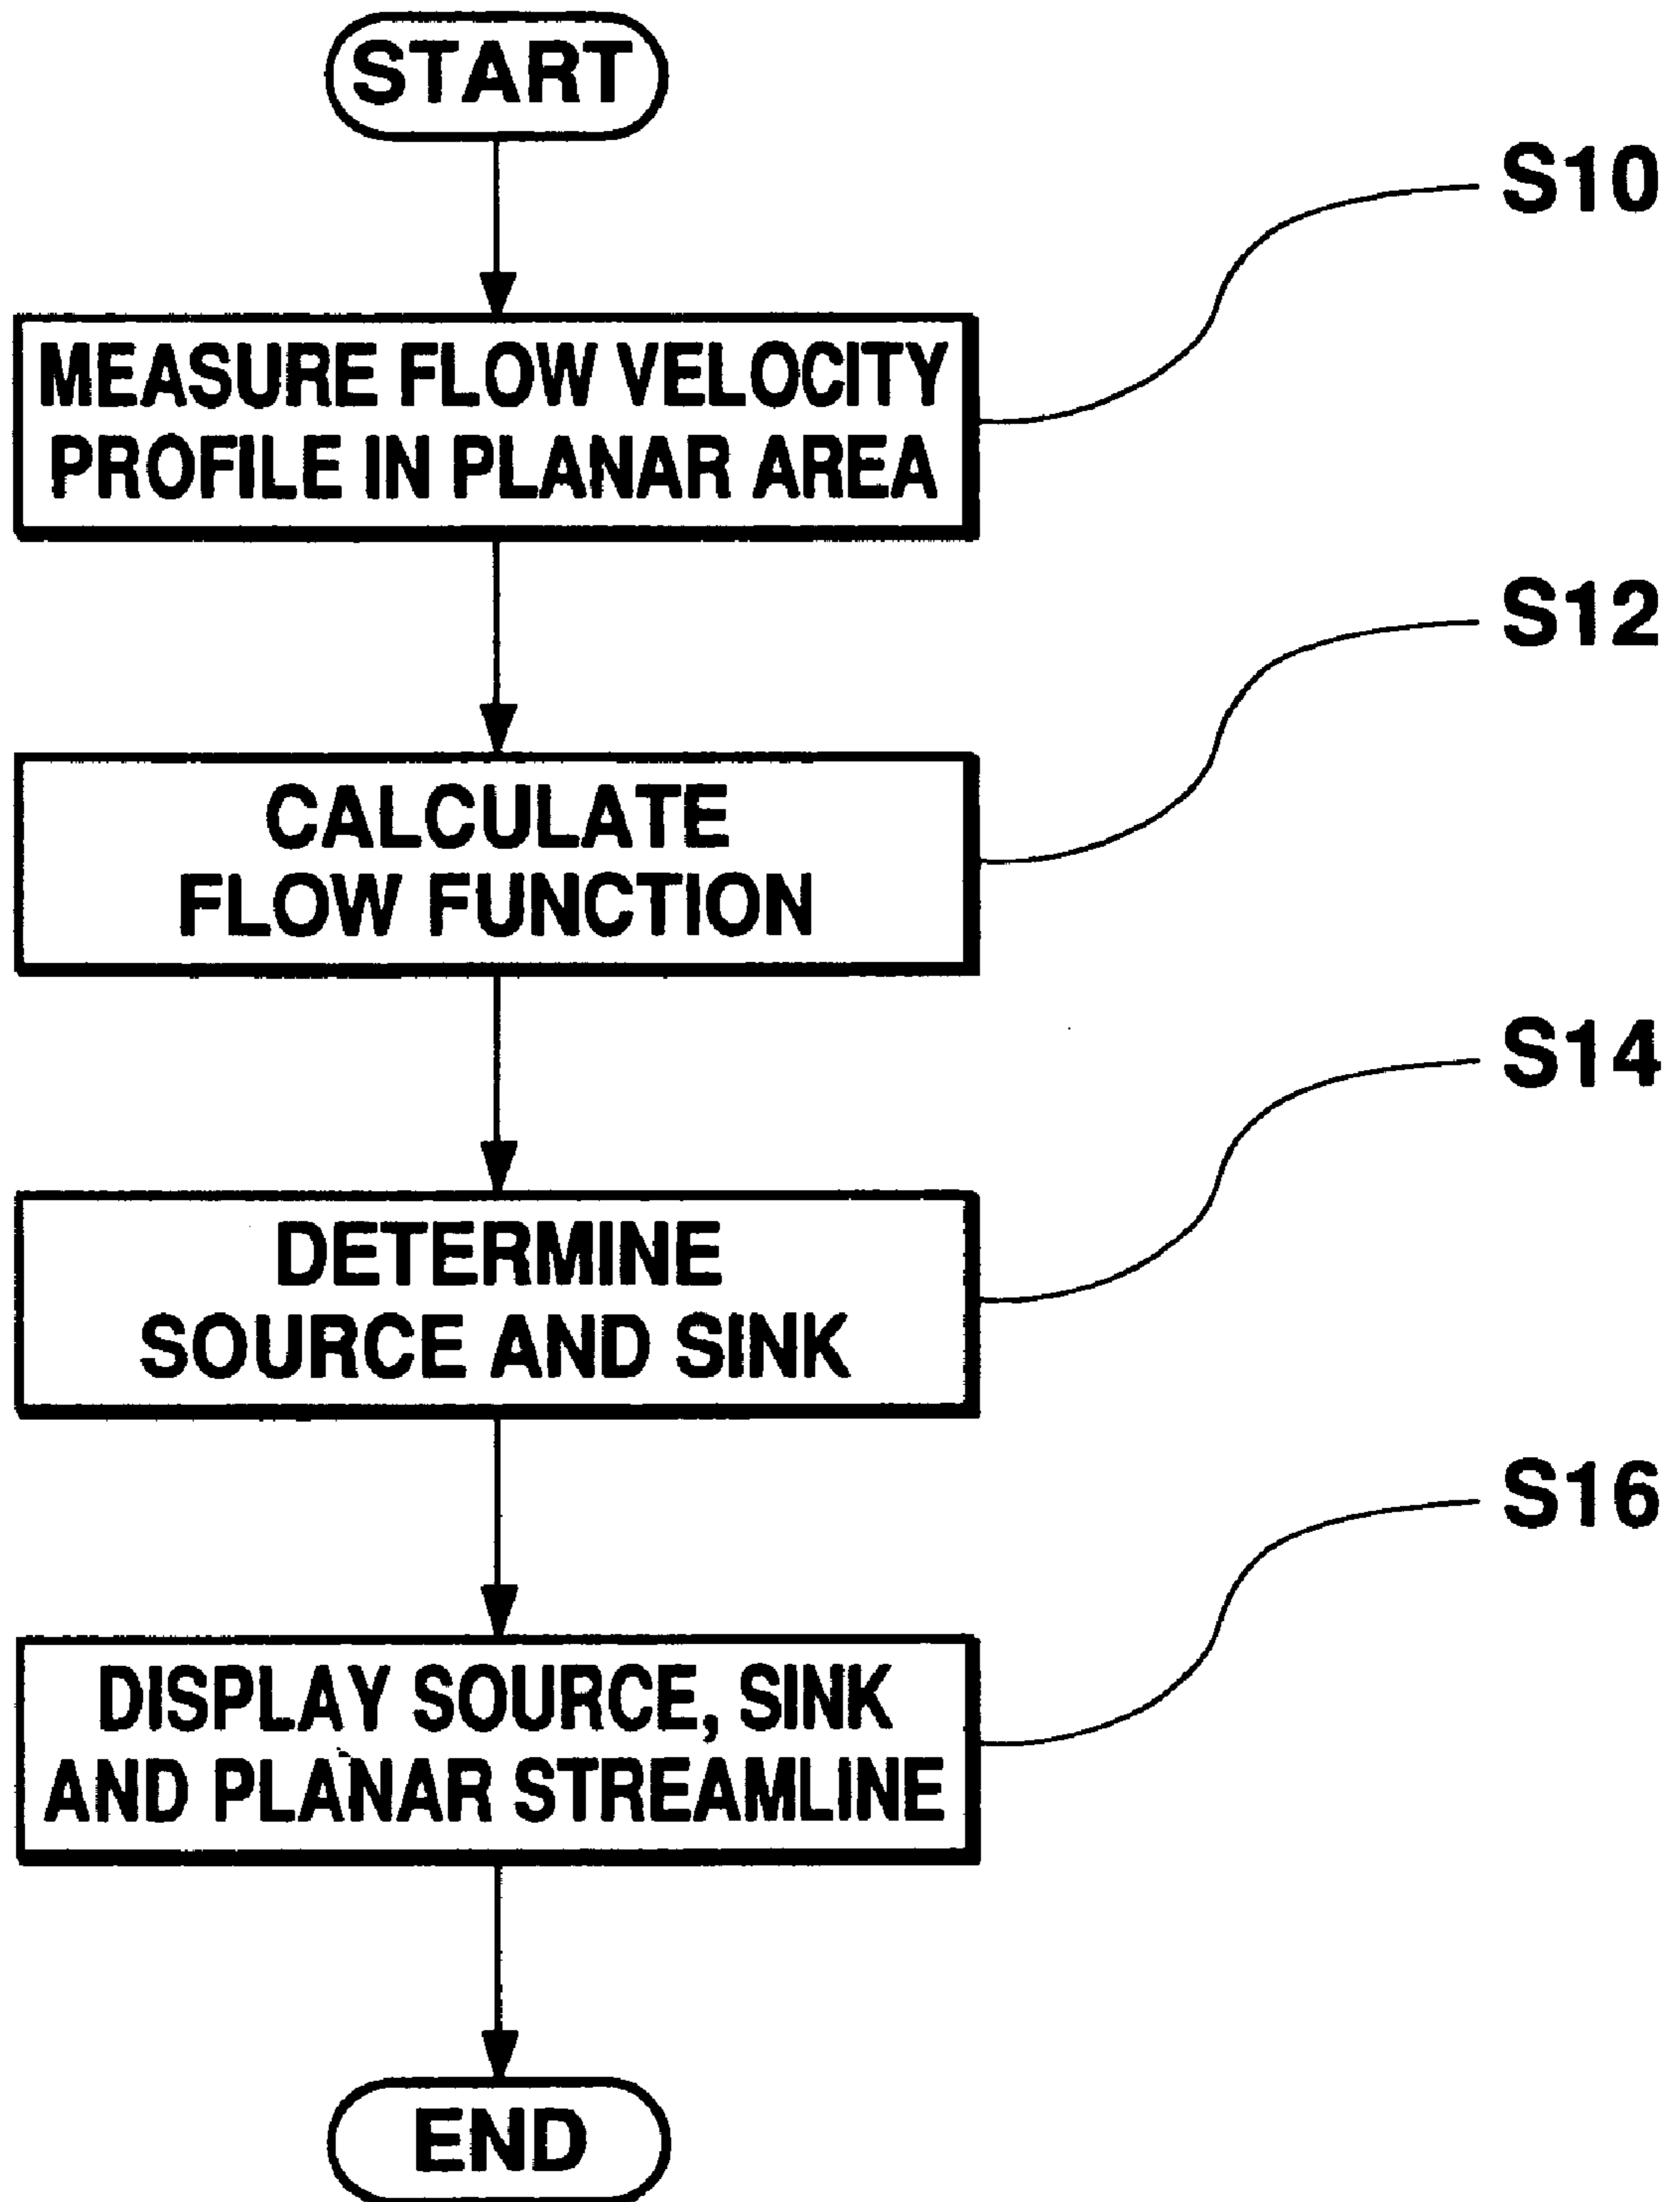 START
S10
MEASURE FLOW VELOCITY
PROFILE IN PLANAR AREA
S12
CALCULATE
FLOW FUNCTION
S14
DETERMINE
SOURCE AND SINK
S16
DISPLAY SOURCE, SINK
AND PLANAR STREAMLINE
END